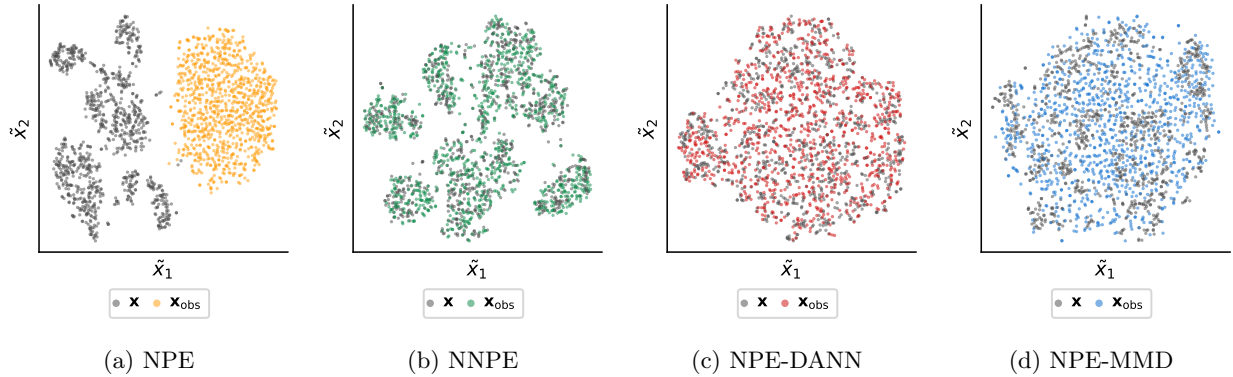 x̃₂
x̃₁
x x_obs
(a) NPE
x̃₂
x̃₁
x x_obs
(b) NNPE
x̃₂
x̃₁
x x_obs
(c) NPE-DANN
x̃₂
x̃₁
x x_obs
(d) NPE-MMD